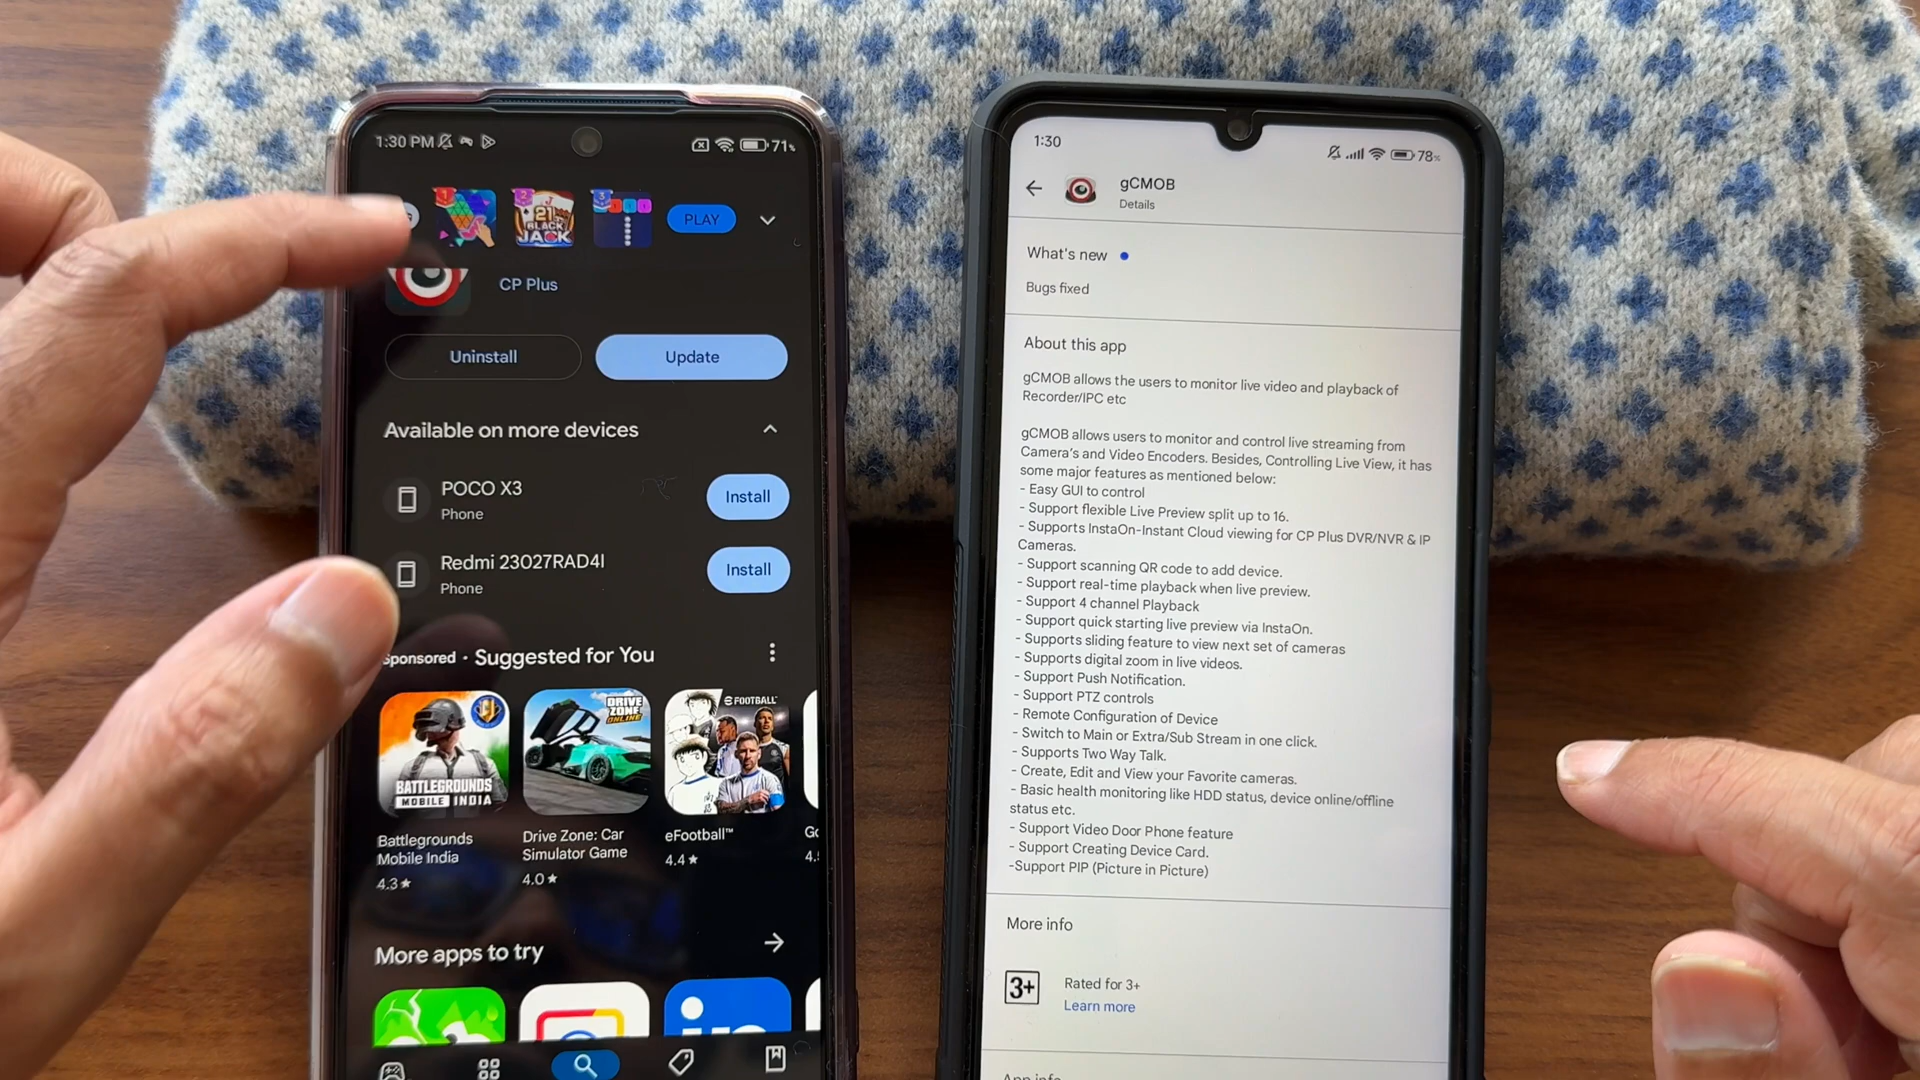 1:30 PM
71%
1
2
3
21
BLACK
JACK
PLAY
CP Plus
Uninstall
Update
Available on more devices
POCO X3
Phone
Install
Redmi 23027RAD4I
Phone
Install
Sponsored • Suggested for You
BATTLEGROUNDS
MOBILE INDIA
DRIVE
ZONE
ONLINE
FOOTBALL
Battlegrounds
Mobile India
4.3★
Drive Zone: Car
Simulator Game
4.0★
eFootball™
4.4★
More apps to try
in
1:30
78%
gCMOB
Details
What's new
Bugs fixed
About this app
gCMOB allows the users to monitor live video and playback of
Recorder/IPC etc
gCMOB allows users to monitor and control live streaming from
Camera's and Video Encoders. Besides, Controlling Live View, it has
some major features as mentioned below:
- Easy GUI to control
- Support flexible Live Preview split up to 16.
- Supports InstaOn-Instant Cloud viewing for CP Plus DVR/NVR & IP
Cameras.
- Support scanning QR code to add device.
- Support real-time playback when live preview.
- Support 4 channel Playback
- Support quick starting live preview via InstaOn.
- Supports sliding feature to view next set of cameras
- Supports digital zoom in live videos.
- Support Push Notification.
- Support PTZ controls
- Remote Configuration of Device
- Switch to Main or Extra/Sub Stream in one click.
- Supports Two Way Talk.
- Create, Edit and View your Favorite cameras.
- Basic health monitoring like HDD status, device online/offline
status etc.
- Support Video Door Phone feature
- Support Creating Device Card.
-Support PIP (Picture in Picture)
More info
3+
Rated for 3+
Learn more